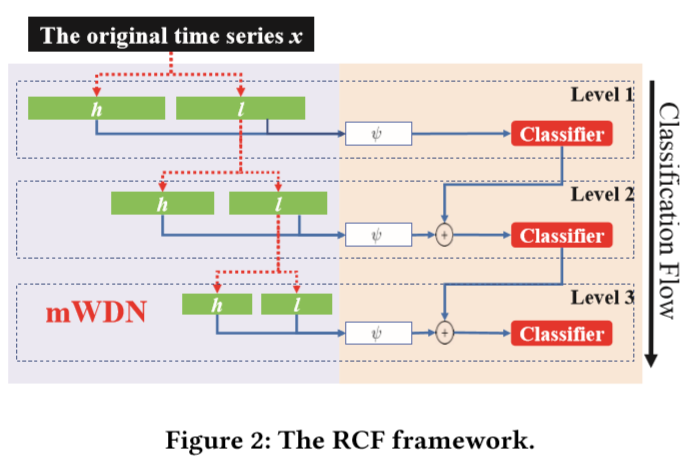 The original time series x
Level 1
h l
ψ
Classifier
Level 2
h l
ψ + Classifier
mWDN
Level 3
h l
ψ + Classifier
Classification Flow
Figure 2: The RCF framework.